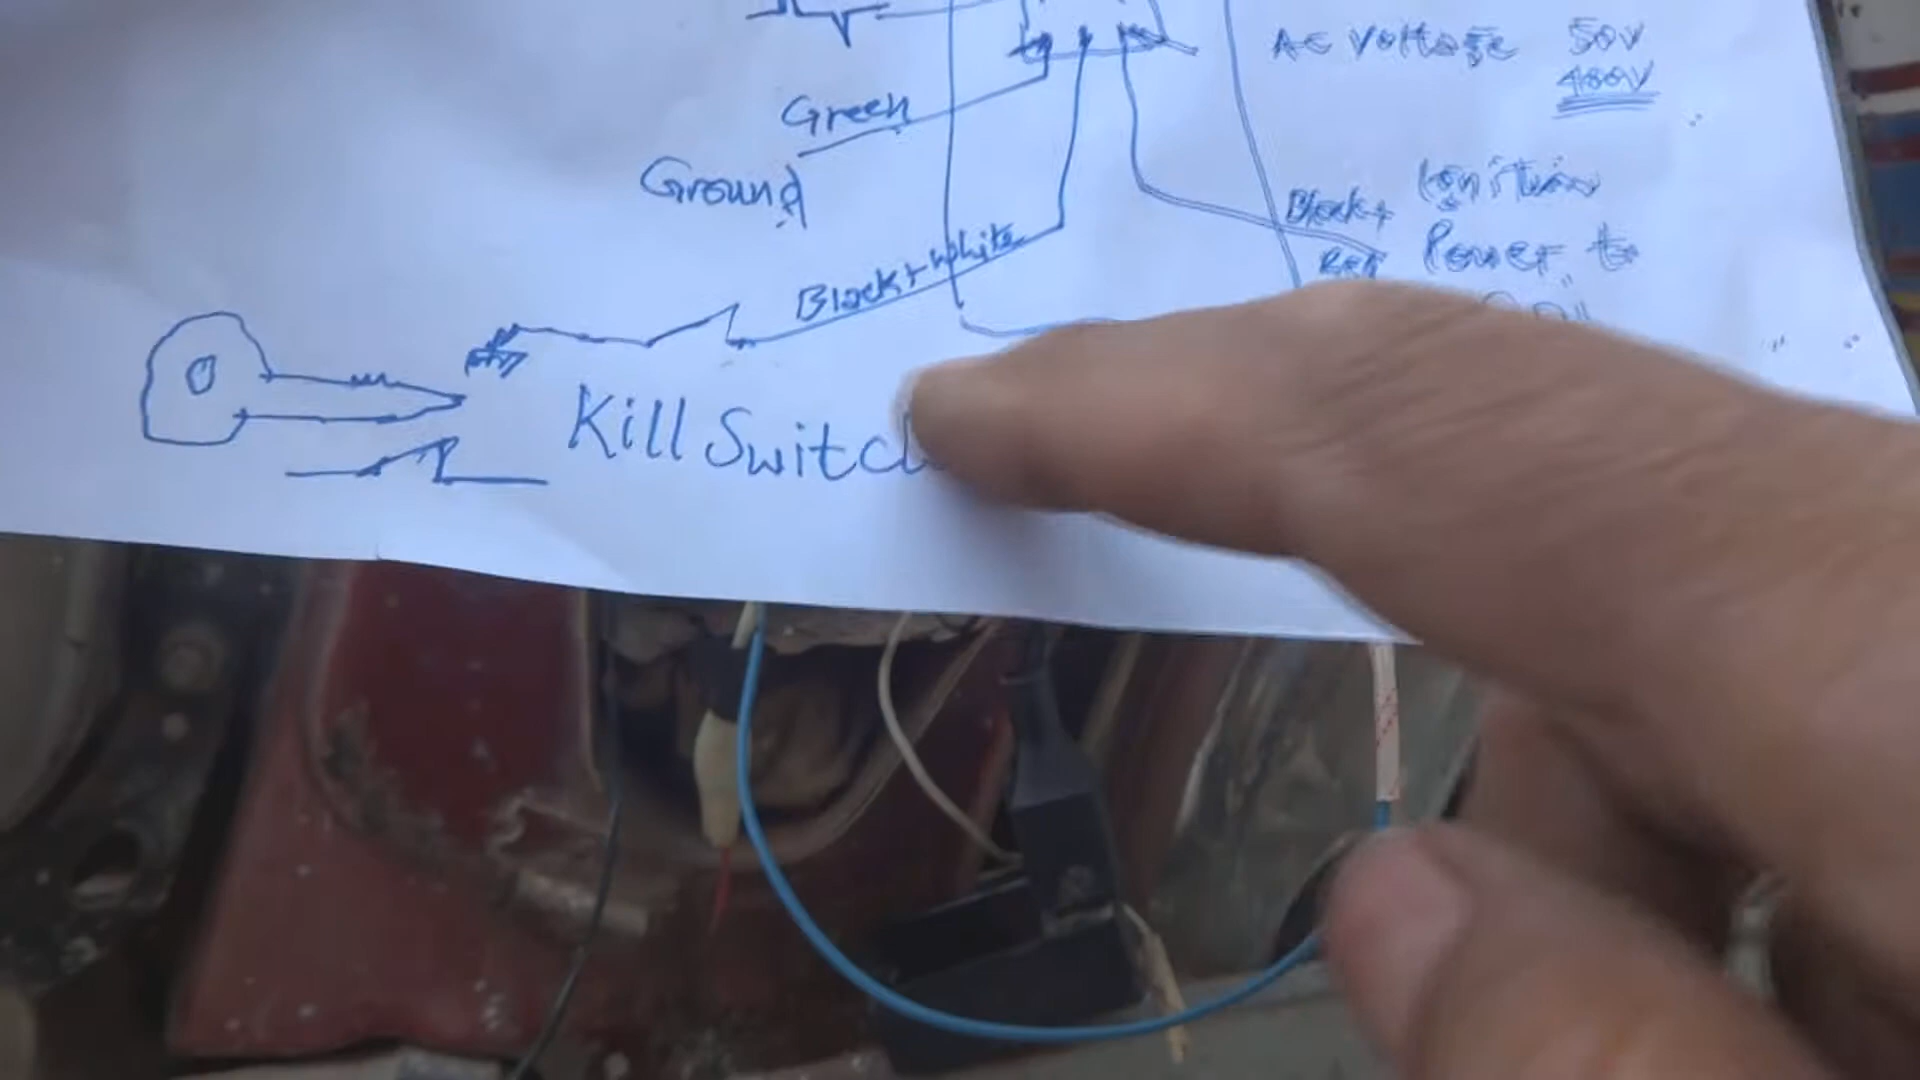 AC Voltage 50V
400V
Green
Ground
Black+ Ignition
Red Power to
Black+white
Kill Switch